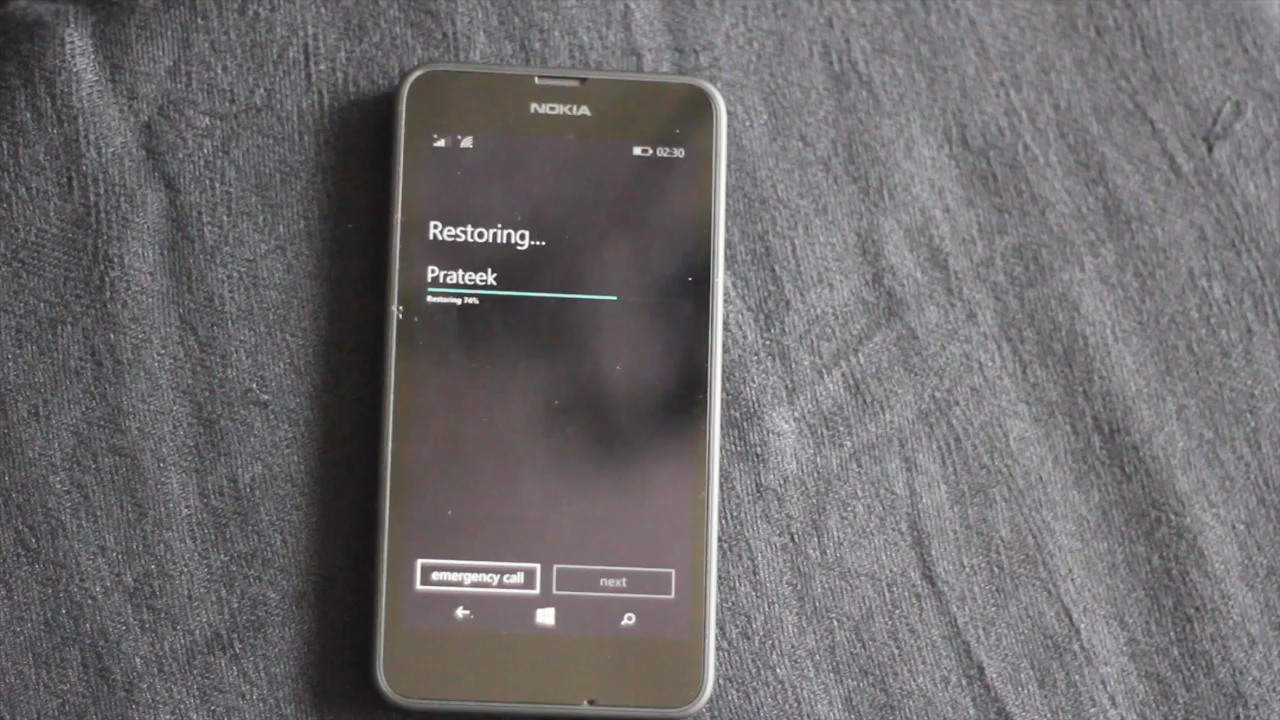 NOKIA
02:30
Restoring...
Prateek
Restoring 74%
emergency call
next